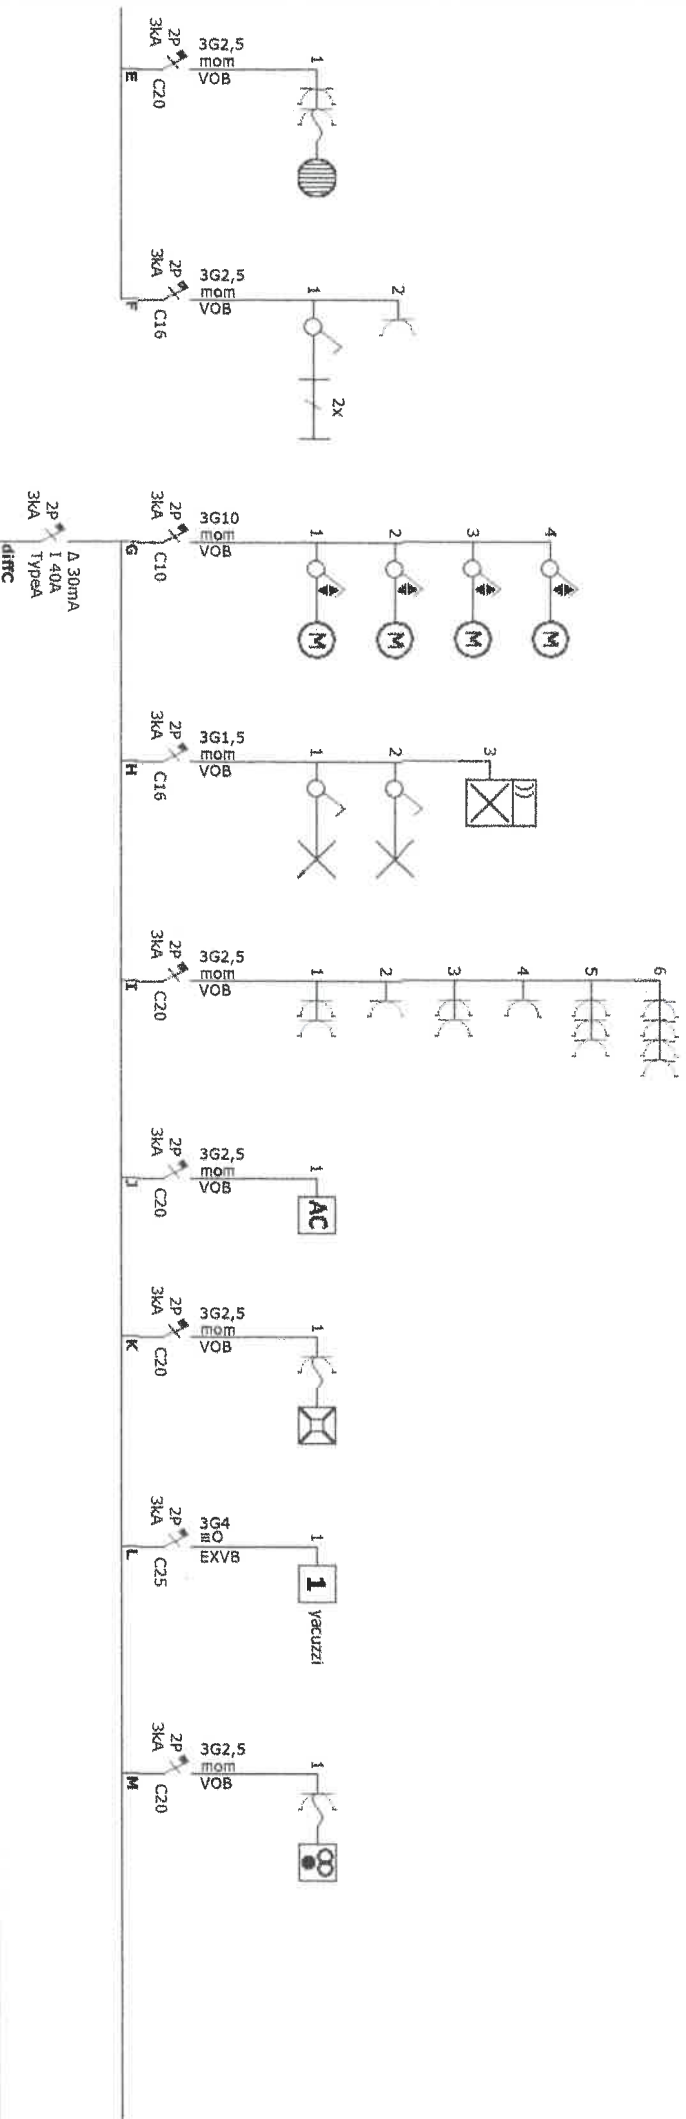 3kA
2P
C20
E
3G2,5
mom
VOB
1
3kA
2P
C16
F
3G2,5
mom
VOB
1
2
2x
2P
3kA
Δ 30mA
I 40A
TypeA
diffC
3kA
2P
C10
G
3G10
mom
VOB
1
2
3
4
M
M
M
M
3kA
2P
C16
H
3G1,5
mom
VOB
1
2
3
3kA
2P
C20
I
3G2,5
mom
VOB
1
2
3
4
5
6
3kA
2P
C20
J
3G2,5
mom
VOB
1
AC
3kA
2P
C20
K
3G2,5
mom
VOB
1
3kA
2P
C25
L
3G4
EXVB
1
1
yacuzzi
3kA
2P
C20
M
3G2,5
mom
VOB
1